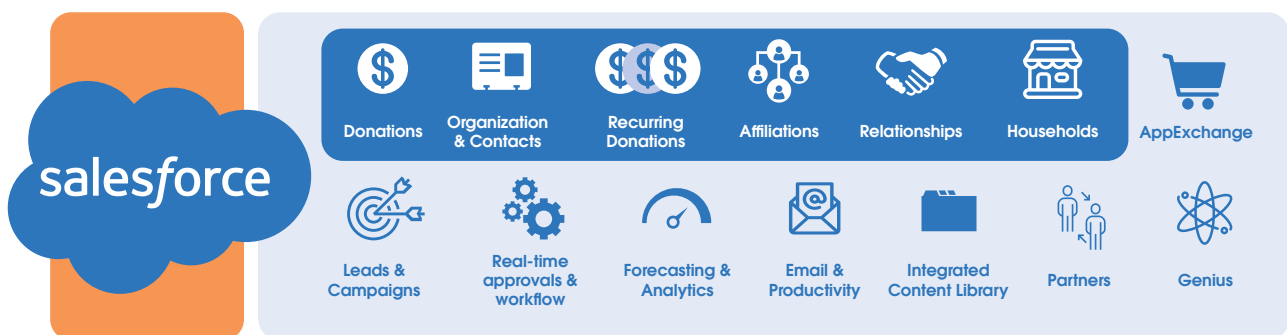 salesforce
$
Donations
Organization
& Contacts
$ $ $
Recurring
Donations
Affiliations
Relationships
Households
AppExchange
Leads &
Campaigns
Real-time
approvals &
workflow
Forecasting &
Analytics
@
Email &
Productivity
Integrated
Content Library
Partners
Genius